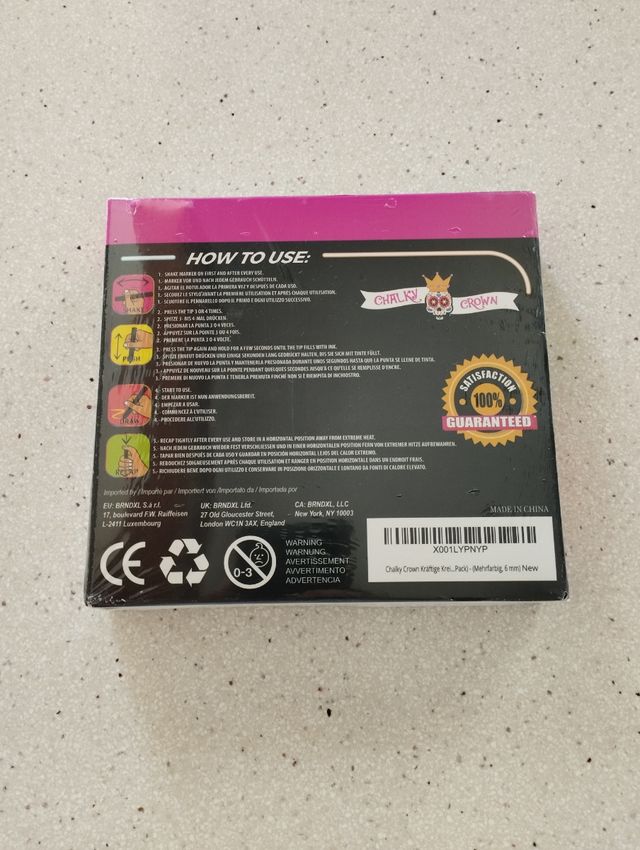 HOW TO USE:
CHALKY CROWN
SHAKE
1. SHAKE MARKER ON FIRST AND AFTER EVERY USE.
1. MARKER VOR UND NACH JEDEM GEBRAUCH SCHÜTTELN.
1. AGITAR EL ROTULADOR LA PRIMERA VEZ Y DESPUÉS DE CADA USO.
1. SECOUEZ LE STYLO AVANT LA PREMIÈRE UTILISATION ET APRÈS CHAQUE UTILISATION.
1. SCUOTERE IL PENNARELLO DOPO IL PRIMO E OGNI UTILIZZO SUCCESSIVO.
PUSH
2. PRESS THE TIP 3 OR 4 TIMES.
2. SPITZE 3- BIS 4-MAL DRÜCKEN.
2. PRESIONAR LA PUNTA 3 O 4 VECES.
2. APPUYEZ SUR LA POINTE 3 OU 4 FOIS.
2. PREMERE LA PUNTA 3 O 4 VOLTE.
3. PRESS THE TIP AGAIN AND HOLD FOR A FEW SECONDS UNTIL THE TIP FILLS WITH INK.
3. SPITZE ERNEUT DRÜCKEN UND EINIGE SEKUNDEN LANG GEDRÜCKT HALTEN, BIS SIE SICH MIT TINTE FÜLLT.
3. PRESIONAR DE NUEVO LA PUNTA Y MANTENERLA PRESIONADA DURANTE UNOS SEGUNDOS HASTA QUE LA PUNTA SE LLENE DE TINTA.
3. APPUYEZ DE NOUVEAU SUR LA POINTE PENDANT QUELQUES SECONDES JUSQU'À CE QU'ELLE SE REMPLISSE D'ENCRE.
3. PREMERE DI NUOVO LA PUNTA E TENERLA PREMUTA FINCHÉ NON SI È RIEMPITA DI INCHIOSTRO.
DRAW
4. START TO USE.
4. DER MARKER IST NUN ANWENDUNGSBEREIT.
4. EMPEZAR A USAR.
4. COMMENCEZ À L'UTILISER.
4. PROCEDERE ALL'UTILIZZO.
SATISFACTION
100%
GUARANTEED
RECAP
5. RECAP TIGHTLY AFTER EVERY USE AND STORE IN A HORIZONTAL POSITION AWAY FROM EXTREME HEAT.
5. NACH JEDEM GEBRAUCH WIEDER FEST VERSCHLIESSEN UND IN EINER HORIZONTALEN POSITION FERN VON EXTREMER HITZE AUFBEWAHREN.
5. TAPAR BIEN DESPUÉS DE CADA USO Y GUARDAR EN POSICIÓN HORIZONTAL LEJOS DEL CALOR EXTREMO.
5. REBOUCHEZ SOIGNEUSEMENT APRÈS CHAQUE UTILISATION ET RANGER EN POSITION HORIZONTALE DANS UN ENDROIT FRAIS.
5. RICHIUDERE BENE DOPO OGNI UTILIZZO E CONSERVARE IN POSIZIONE ORIZZONTALE E LONTANO DA FONTI DI CALORE ELEVATO.
Imported by / Importé par / Importiert von / Importato da / Importada por
EU: BRNDXL S.à r.l.
17, boulevard F.W. Raiffeisen
L-2411 Luxembourg
UK: BRNDXL Ltd.
27 Old Gloucester Street,
London WC1N 3AX, England
CA: BRNDXL, LLC
New York, NY 10003
MADE IN CHINA
CE
0-3
WARNING
WARNUNG
AVERTISSEMENT
AVVERTIMENTO
ADVERTENCIA
X001LYPNYP
Chalky Crown Kräftige Krei...Pack) - (Mehrfarbig, 6 mm) New